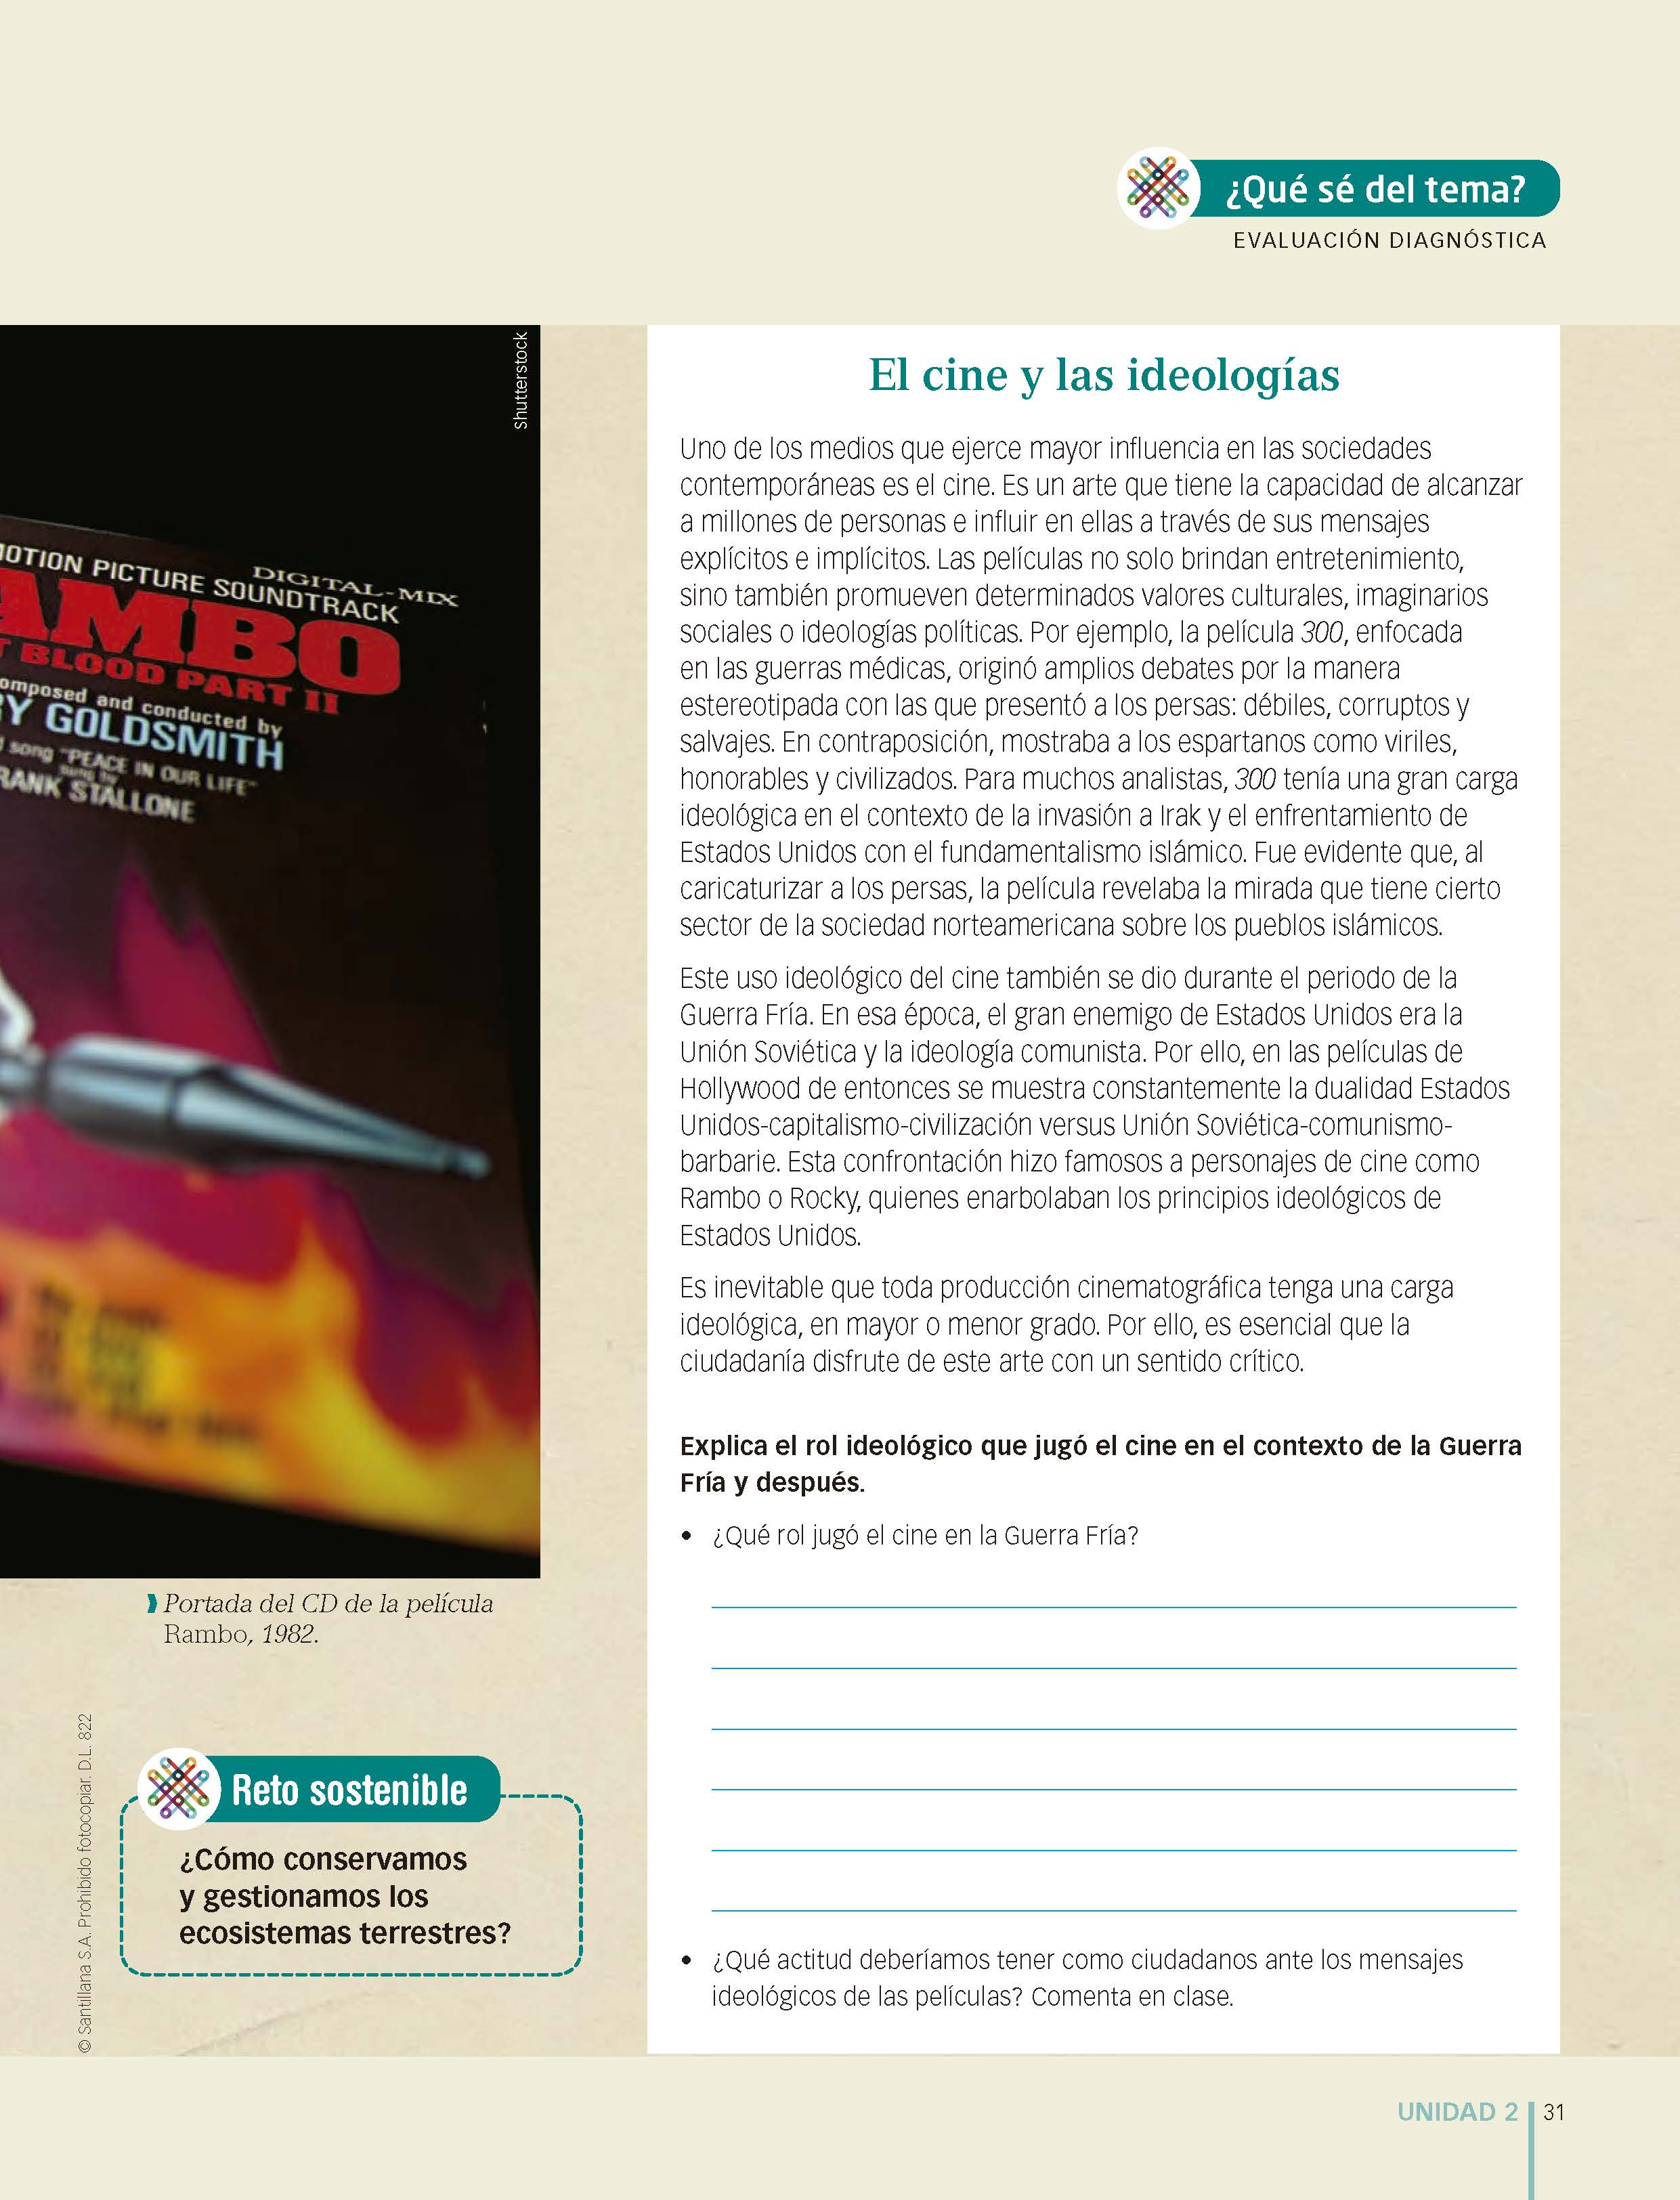 ¿Qué sé del tema?
EVALUACIÓN DIAGNÓSTICA
Shutterstock
MOTION PICTURE SOUNDTRACK
DIGITAL-MIX
AMBO
BLOOD PART II
composed and conducted by
Y GOLDSMITH
song "PEACE IN OUR LIFE"
sung by
RANK STALLONE
El cine y las ideologías
Uno de los medios que ejerce mayor influencia en las sociedades
contemporáneas es el cine. Es un arte que tiene la capacidad de alcanzar
a millones de personas e influir en ellas a través de sus mensajes
explícitos e implícitos. Las películas no solo brindan entretenimiento,
sino también promueven determinados valores culturales, imaginarios
sociales o ideologías políticas. Por ejemplo, la película 300, enfocada
en las guerras médicas, originó amplios debates por la manera
estereotipada con las que presentó a los persas: débiles, corruptos y
salvajes. En contraposición, mostraba a los espartanos como viriles,
honorables y civilizados. Para muchos analistas, 300 tenía una gran carga
ideológica en el contexto de la invasión a Irak y el enfrentamiento de
Estados Unidos con el fundamentalismo islámico. Fue evidente que, al
caricaturizar a los persas, la película revelaba la mirada que tiene cierto
sector de la sociedad norteamericana sobre los pueblos islámicos.
Este uso ideológico del cine también se dio durante el periodo de la
Guerra Fría. En esa época, el gran enemigo de Estados Unidos era la
Unión Soviética y la ideología comunista. Por ello, en las películas de
Hollywood de entonces se muestra constantemente la dualidad Estados
Unidos-capitalismo-civilización versus Unión Soviética-comunismo-
barbarie. Esta confrontación hizo famosos a personajes de cine como
Rambo o Rocky, quienes enarbolaban los principios ideológicos de
Estados Unidos.
Es inevitable que toda producción cinematográfica tenga una carga
ideológica, en mayor o menor grado. Por ello, es esencial que la
ciudadanía disfrute de este arte con un sentido crítico.
Explica el rol ideológico que jugó el cine en el contexto de la Guerra
Fría y después.
• ¿Qué rol jugó el cine en la Guerra Fría?
• ¿Qué actitud deberíamos tener como ciudadanos ante los mensajes
ideológicos de las películas? Comenta en clase.
Portada del CD de la película
Rambo, 1982.
Reto sostenible
¿Cómo conservamos
y gestionamos los
ecosistemas terrestres?
© Santillana S.A. Prohibido fotocopiar. D.L. 822
UNIDAD 2 31